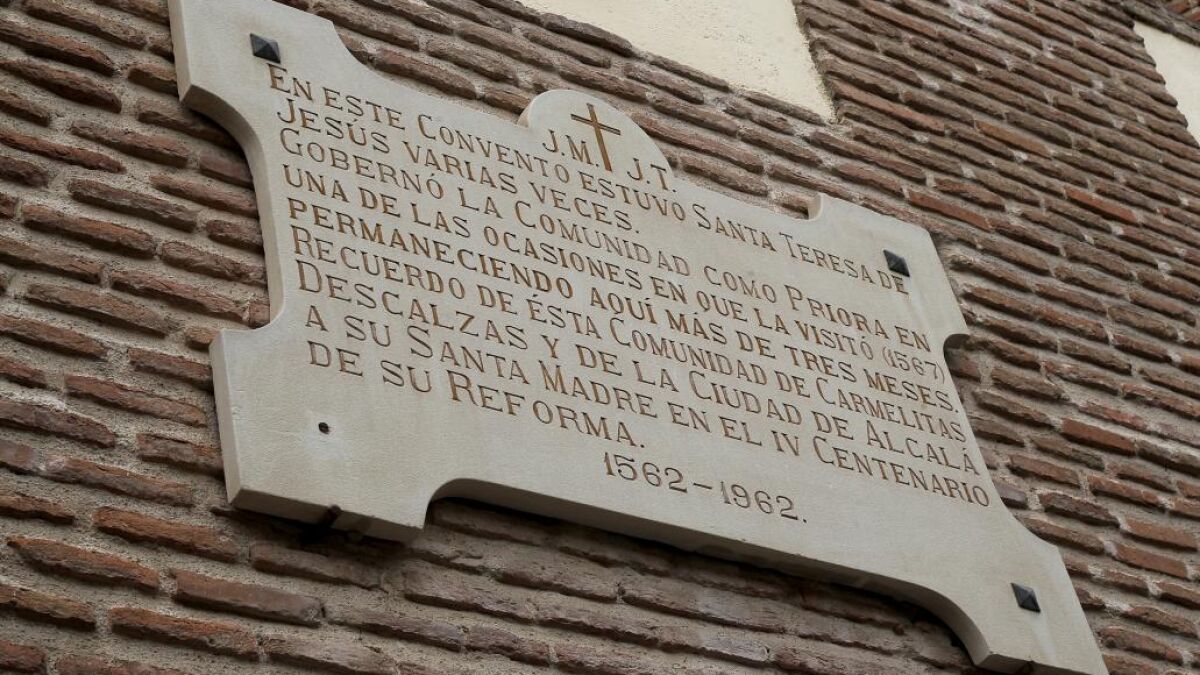 J.M. J.T.
EN ESTE CONVENTO ESTUVO SANTA TERESA DE
JESÚS VARIAS VECES.
GOBERNÓ LA COMUNIDAD COMO PRIORA EN
UNA DE LAS OCASIONES EN QUE LA VISITÓ (1567)
PERMANECIENDO AQUÍ MÁS DE TRES MESES.
RECUERDO DE ÉSTA COMUNIDAD DE CARMELITAS
DESCALZAS Y DE LA CIUDAD DE ALCALÁ
A SU SANTA MADRE EN EL IV CENTENARIO
DE SU REFORMA.
1562-1962.